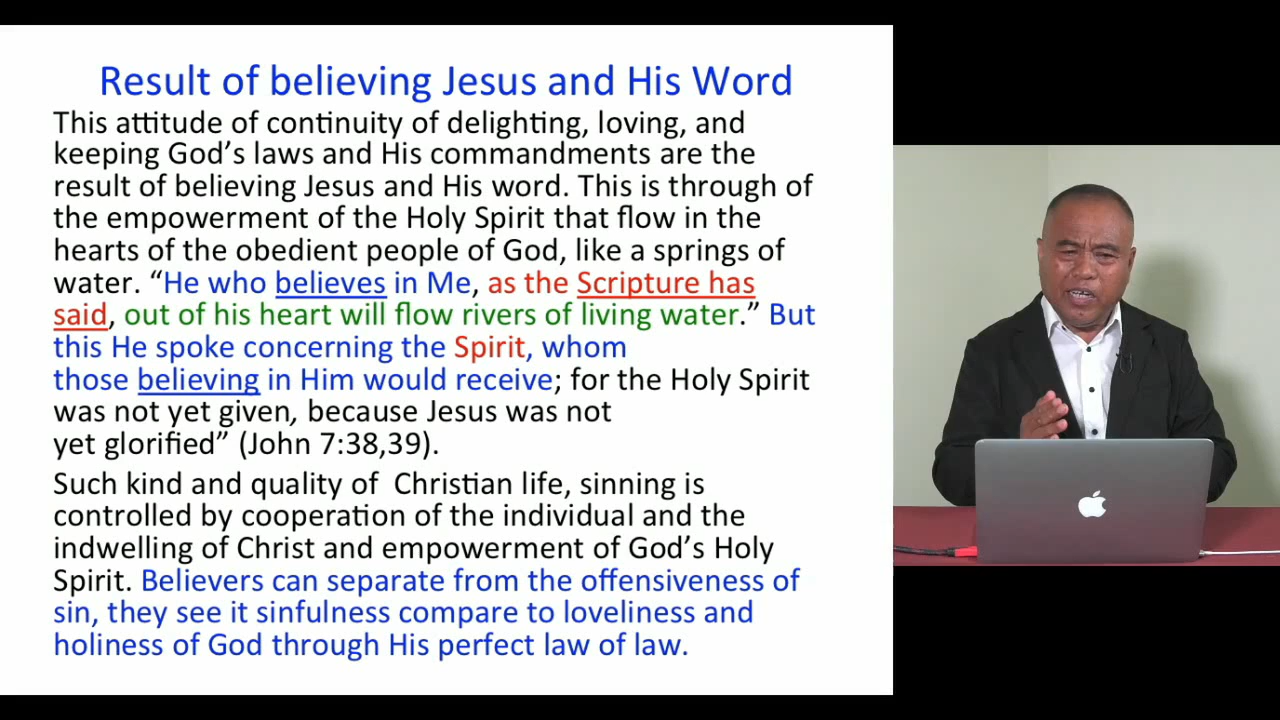 Result of believing Jesus and His Word
This attitude of continuity of delighting, loving, and
keeping God’s laws and His commandments are the
result of believing Jesus and His word. This is through of
the empowerment of the Holy Spirit that flow in the
hearts of the obedient people of God, like a springs of
water. “He who believes in Me, as the Scripture has
said, out of his heart will flow rivers of living water.” But
this He spoke concerning the Spirit, whom
those believing in Him would receive; for the Holy Spirit
was not yet given, because Jesus was not
yet glorified” (John 7:38,39).
Such kind and quality of  Christian life, sinning is
controlled by cooperation of the individual and the
indwelling of Christ and empowerment of God’s Holy
Spirit. Believers can separate from the offensiveness of
sin, they see it sinfulness compare to loveliness and
holiness of God through His perfect law of law.